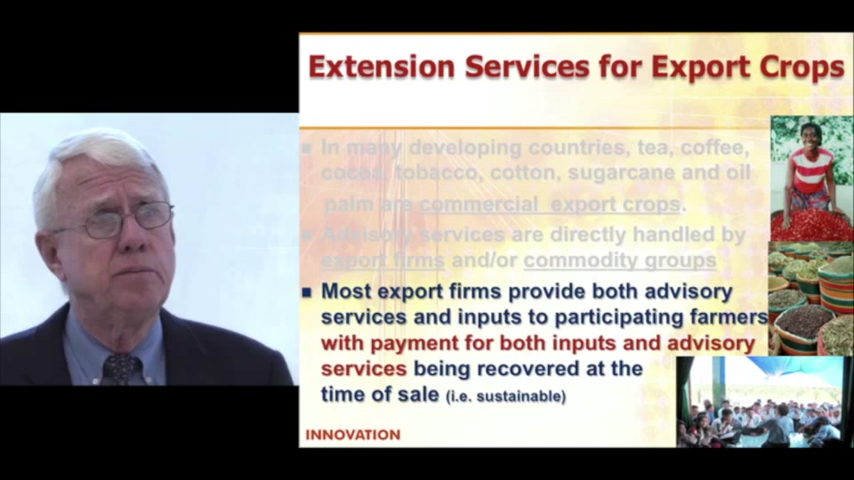 Extension Services for Export Crops
■ In many developing countries, tea, coffee,
cocoa, tobacco, cotton, sugarcane and oil
palm are commercial export crops.
■ Advisory services are directly handled by
export firms and/or commodity groups
■ Most export firms provide both advisory
services and inputs to participating farmers
with payment for both inputs and advisory
services being recovered at the
time of sale (i.e. sustainable)
INNOVATION